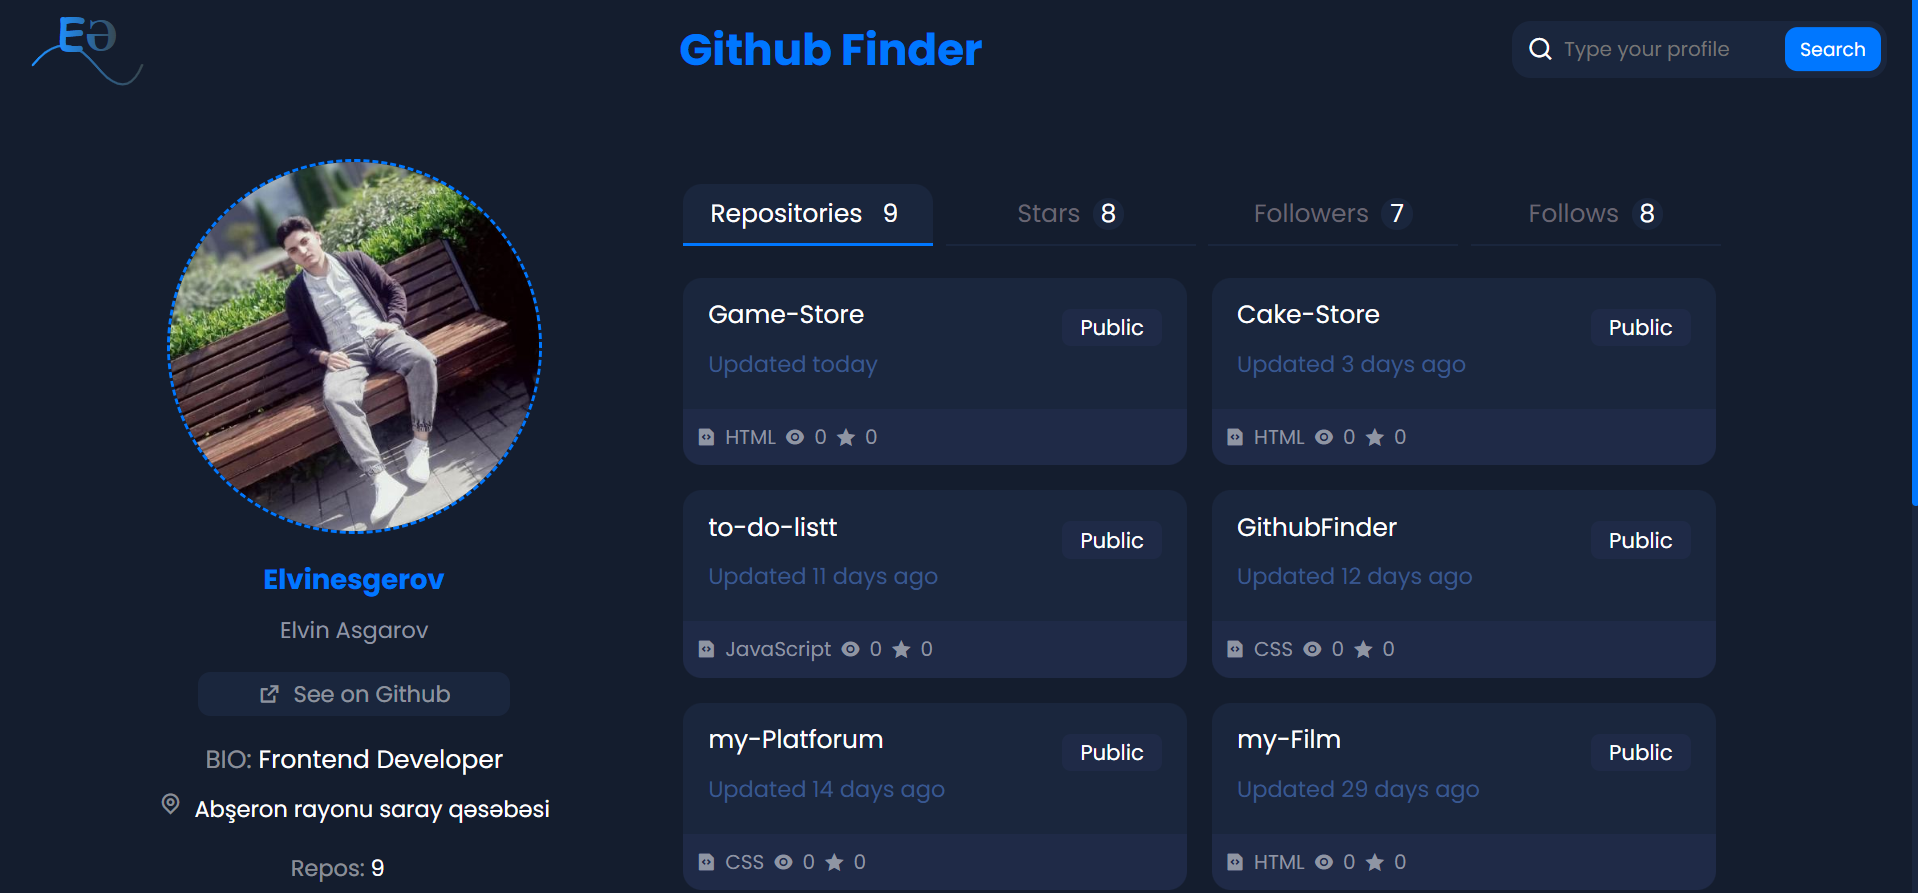 Eə
Github Finder
Type your profile
Search
Elvinesgerov
Elvin Asgarov
See on Github
BIO: Frontend Developer
Abşeron rayonu saray qəsəbəsi
Repos: 9
Repositories 9
Stars 8
Followers 7
Follows 8
Game-Store
Public
Updated today
HTML 0 0
Cake-Store
Public
Updated 3 days ago
HTML 0 0
to-do-listt
Public
Updated 11 days ago
JavaScript 0 0
GithubFinder
Public
Updated 12 days ago
CSS 0 0
my-Platforum
Public
Updated 14 days ago
CSS 0 0
my-Film
Public
Updated 29 days ago
HTML 0 0